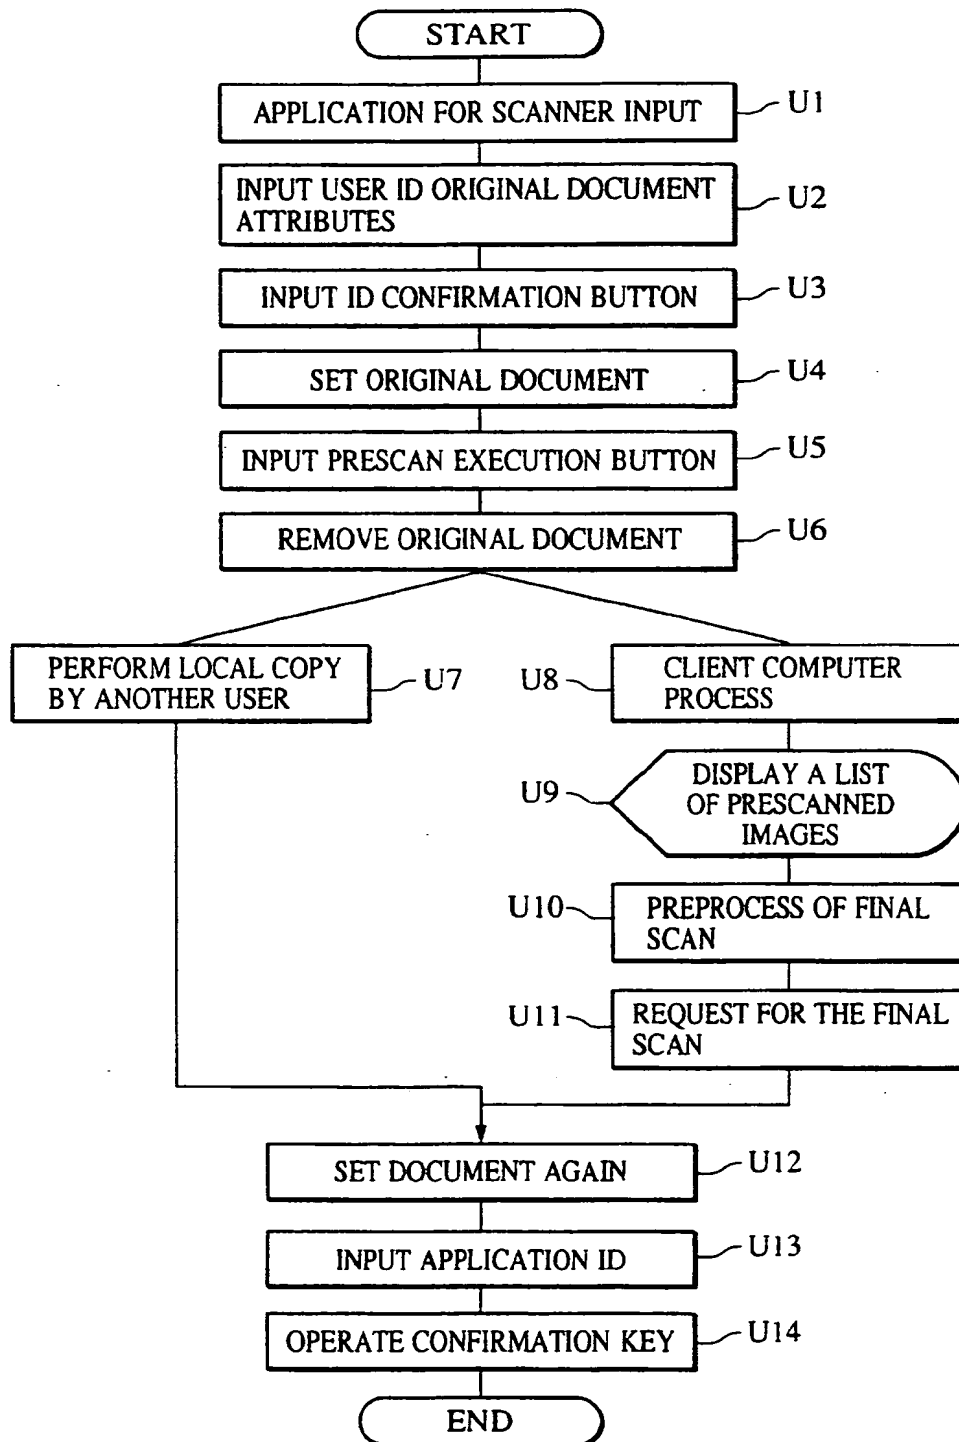 START
APPLICATION FOR SCANNER INPUT
U1
INPUT USER ID ORIGINAL DOCUMENT
ATTRIBUTES
U2
INPUT ID CONFIRMATION BUTTON
U3
SET ORIGINAL DOCUMENT
U4
INPUT PRESCAN EXECUTION BUTTON
U5
REMOVE ORIGINAL DOCUMENT
U6
PERFORM LOCAL COPY
BY ANOTHER USER
U7
U8
CLIENT COMPUTER
PROCESS
U9
DISPLAY A LIST
OF PRESCANNED
IMAGES
U10
PREPROCESS OF FINAL
SCAN
U11
REQUEST FOR THE FINAL
SCAN
SET DOCUMENT AGAIN
U12
INPUT APPLICATION ID
U13
OPERATE CONFIRMATION KEY
U14
END